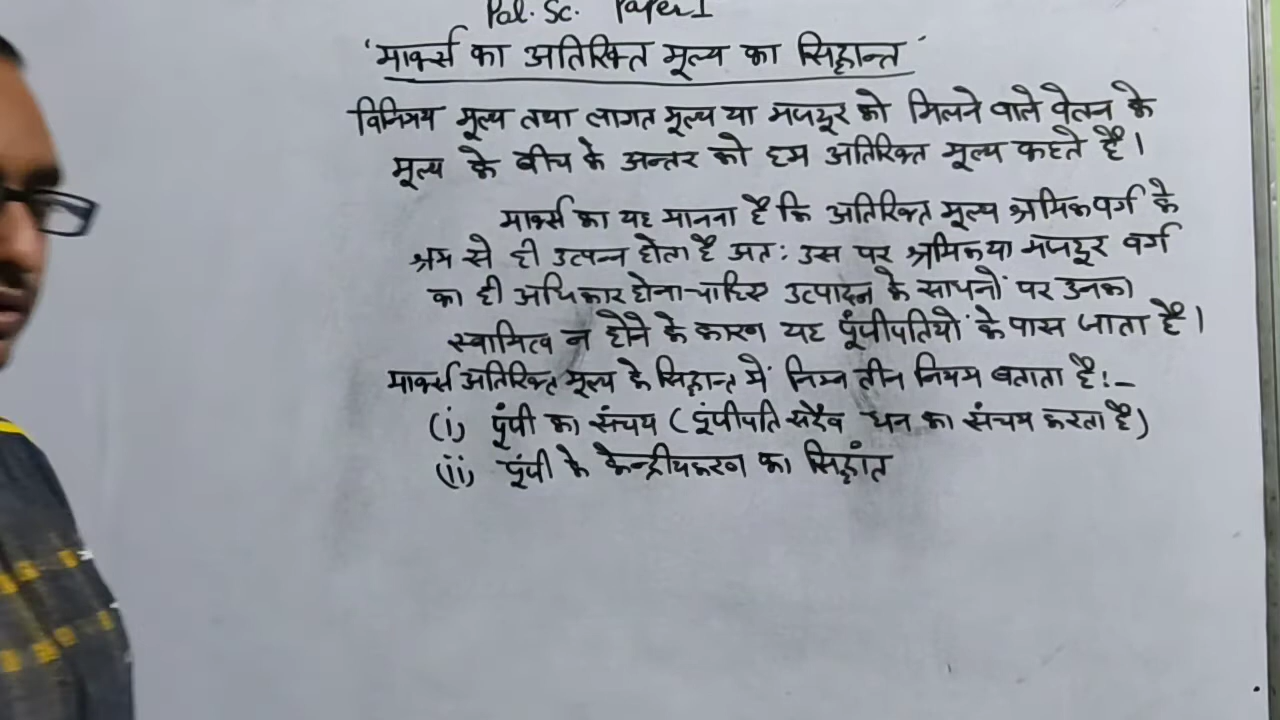 Pol. Sc. Paper I
'मार्क्स का अतिरिक्त मूल्य का सिद्धान्त'
विनिमय मूल्य तथा लागत मूल्य या मजदूर को मिलने वाले वेतन के
मूल्य के बीच के अन्तर को हम अतिरिक्त मूल्य कहते है।
मार्क्स का यह मानना है कि अतिरिक्त मूल्य श्रमिक वर्ग के
श्रम से ही उत्पन्न होता है अत: उस पर श्रमिक या मजदूर वर्ग
का ही अधिकार होना चाहिए उत्पादन के साधनों पर उनका
स्वामित्व न होने के कारण यह पूंजीपतियों के पास जाता है।
मार्क्स अतिरिक्त मूल्य के सिद्धान्त में निम्न तीन नियम बताता है:-
(i) पूंजी का संचय (पूंजीपति सदैव धन का संचय करता है)
(ii) पूंजी के केन्द्रीयकरण का सिद्धांत